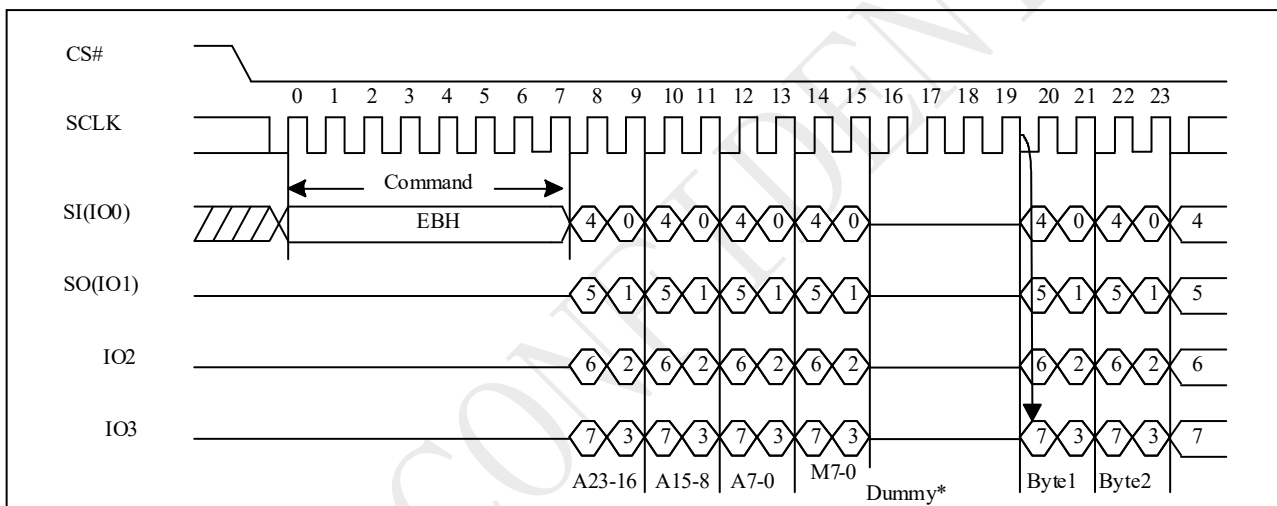 CS#
0 1 2 3 4 5 6 7 8 9 10 11 12 13 14 15 16 17 18 19 20 21 22 23
SCLK
Command
SI(IO0) EBH 4 0 4 0 4 0 4 0 4 0 4 0 4
SO(IO1) 5 1 5 1 5 1 5 1 5 1 5 1 5
IO2 6 2 6 2 6 2 6 2 6 2 6 2 6
IO3 7 3 7 3 7 3 7 3 7 3 7 3 7
A23-16 A15-8 A7-0 M7-0 Dummy* Byte1 Byte2
CONFIDENT